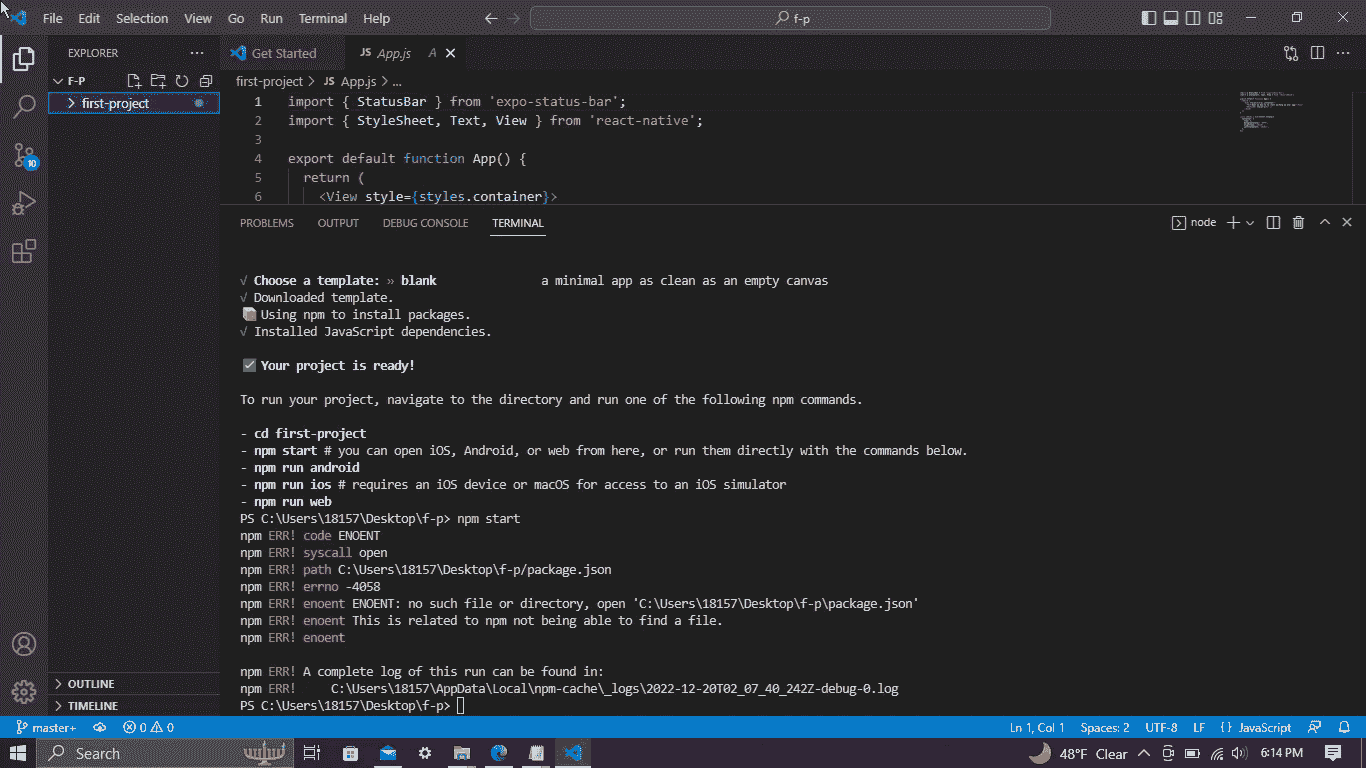 File Edit Selection View Go Run Terminal Help
f-p
EXPLORER
Get Started
JS App.js A
F-P
first-project > JS App.js > ...
first-project
1 import { StatusBar } from 'expo-status-bar';
2 import { StyleSheet, Text, View } from 'react-native';
3
4 export default function App() {
5 return (
6 <View style={styles.container}>
10
PROBLEMS OUTPUT DEBUG CONSOLE TERMINAL
node
√ Choose a template: » blank a minimal app as clean as an empty canvas
√ Downloaded template.
Using npm to install packages.
√ Installed JavaScript dependencies.
Your project is ready!
To run your project, navigate to the directory and run one of the following npm commands.
- cd first-project
- npm start # you can open iOS, Android, or web from here, or run them directly with the commands below.
- npm run android
- npm run ios # requires an iOS device or macOS for access to an iOS simulator
- npm run web
PS C:\Users\18157\Desktop\f-p> npm start
npm ERR! code ENOENT
npm ERR! syscall open
npm ERR! path C:\Users\18157\Desktop\f-p/package.json
npm ERR! errno -4058
npm ERR! enoent ENOENT: no such file or directory, open 'C:\Users\18157\Desktop\f-p\package.json'
npm ERR! enoent This is related to npm not being able to find a file.
npm ERR! enoent
npm ERR! A complete log of this run can be found in:
npm ERR! C:\Users\18157\AppData\Local\npm-cache\_logs\2022-12-20T02_07_40_242Z-debug-0.log
PS C:\Users\18157\Desktop\f-p>
OUTLINE
TIMELINE
master+ 0 0 Ln 1, Col 1 Spaces: 2 UTF-8 LF { } JavaScript
Search 48°F Clear 6:14 PM